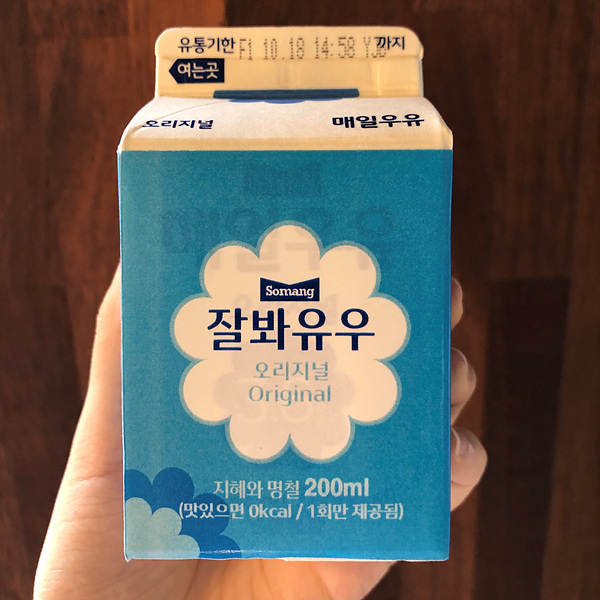 유통기한 F1 10.18 14:58 까지
여는곳
오리지널 매일우유
Somang
잘봐유우
오리지널
Original
지혜와 명철 200ml
(맛있으면 0kcal / 1회만 제공됨)